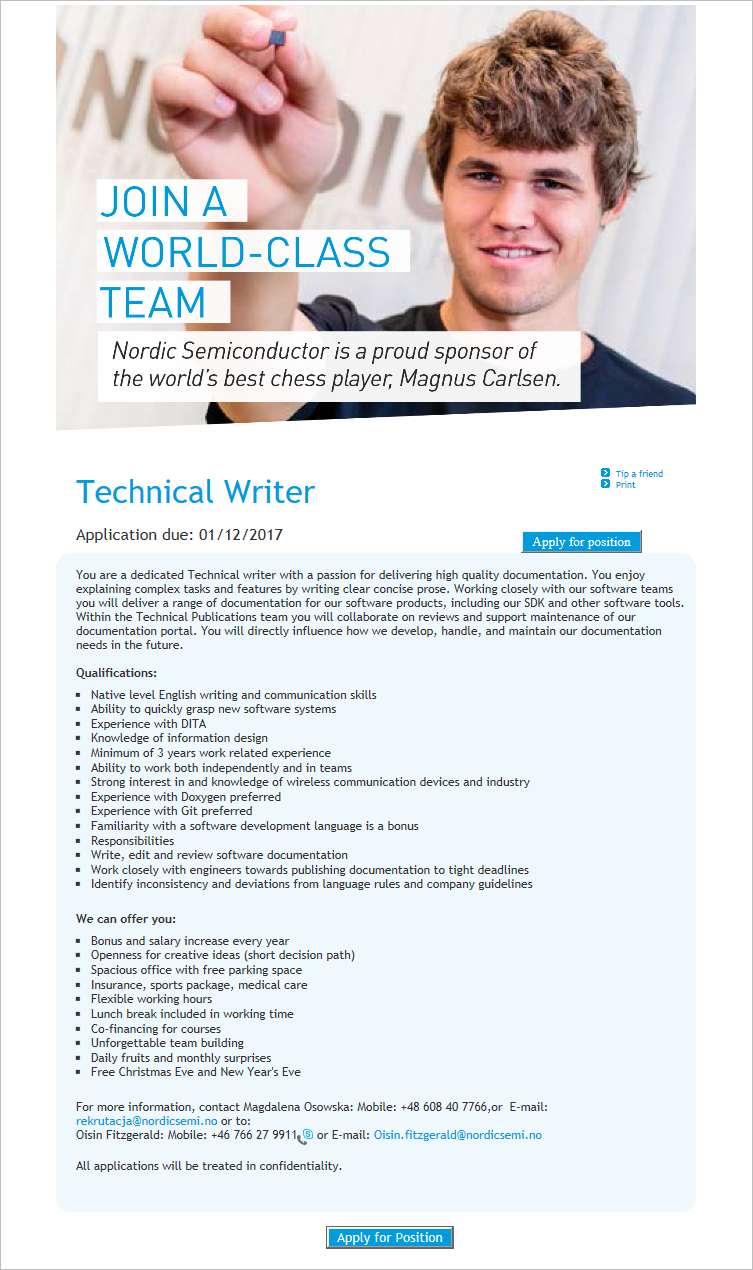 JOIN A
WORLD-CLASS
TEAM
Nordic Semiconductor is a proud sponsor of
the world's best chess player, Magnus Carlsen.
Tip a friend
Print
Technical Writer
Application due: 01/12/2017
Apply for position
You are a dedicated Technical writer with a passion for delivering high quality documentation. You enjoy
explaining complex tasks and features by writing clear concise prose. Working closely with our software teams
you will deliver a range of documentation for our software products, including our SDK and other software tools.
Within the Technical Publications team you will collaborate on reviews and support maintenance of our
documentation portal. You will directly influence how we develop, handle, and maintain our documentation
needs in the future.
Qualifications:
Native level English writing and communication skills
Ability to quickly grasp new software systems
Experience with DITA
Knowledge of information design
Minimum of 3 years work related experience
Ability to work both independently and in teams
Strong interest in and knowledge of wireless communication devices and industry
Experience with Doxygen preferred
Experience with Git preferred
Familiarity with a software development language is a bonus
Responsibilities
Write, edit and review software documentation
Work closely with engineers towards publishing documentation to tight deadlines
Identify inconsistency and deviations from language rules and company guidelines
We can offer you:
Bonus and salary increase every year
Openness for creative ideas (short decision path)
Spacious office with free parking space
Insurance, sports package, medical care
Flexible working hours
Lunch break included in working time
Co-financing for courses
Unforgettable team building
Daily fruits and monthly surprises
Free Christmas Eve and New Year's Eve
For more information, contact Magdalena Osowska: Mobile: +48 608 40 7766,or E-mail:
rekrutacja@nordicsemi.no or to:
Oisin Fitzgerald: Mobile: +46 766 27 9911 or E-mail: Oisin.fitzgerald@nordicsemi.no
All applications will be treated in confidentiality.
Apply for Position